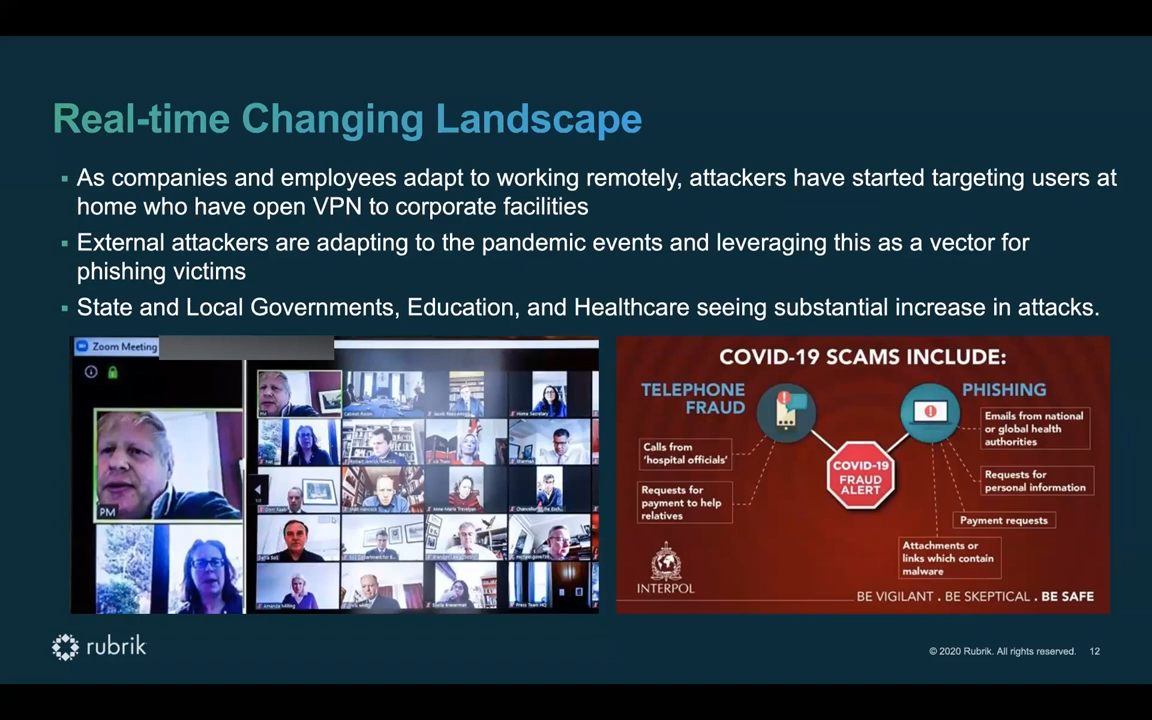 Real-time Changing Landscape
▪ As companies and employees adapt to working remotely, attackers have started targeting users at
home who have open VPN to corporate facilities
▪ External attackers are adapting to the pandemic events and leveraging this as a vector for
phishing victims
▪ State and Local Governments, Education, and Healthcare seeing substantial increase in attacks.
Zoom Meeting
PM
PM
Cabinet Room
Home Secretary
COVID-19 SCAMS INCLUDE:
TELEPHONE
FRAUD
Calls from
‘hospital officials’
Requests for
payment to help
relatives
COVID-19
FRAUD
ALERT
PHISHING
Emails from national
or global health
authorities
Requests for
personal information
Payment requests
Attachments or
links which contain
malware
INTERPOL
BE VIGILANT . BE SKEPTICAL . BE SAFE
rubrik
© 2020 Rubrik. All rights reserved. 12